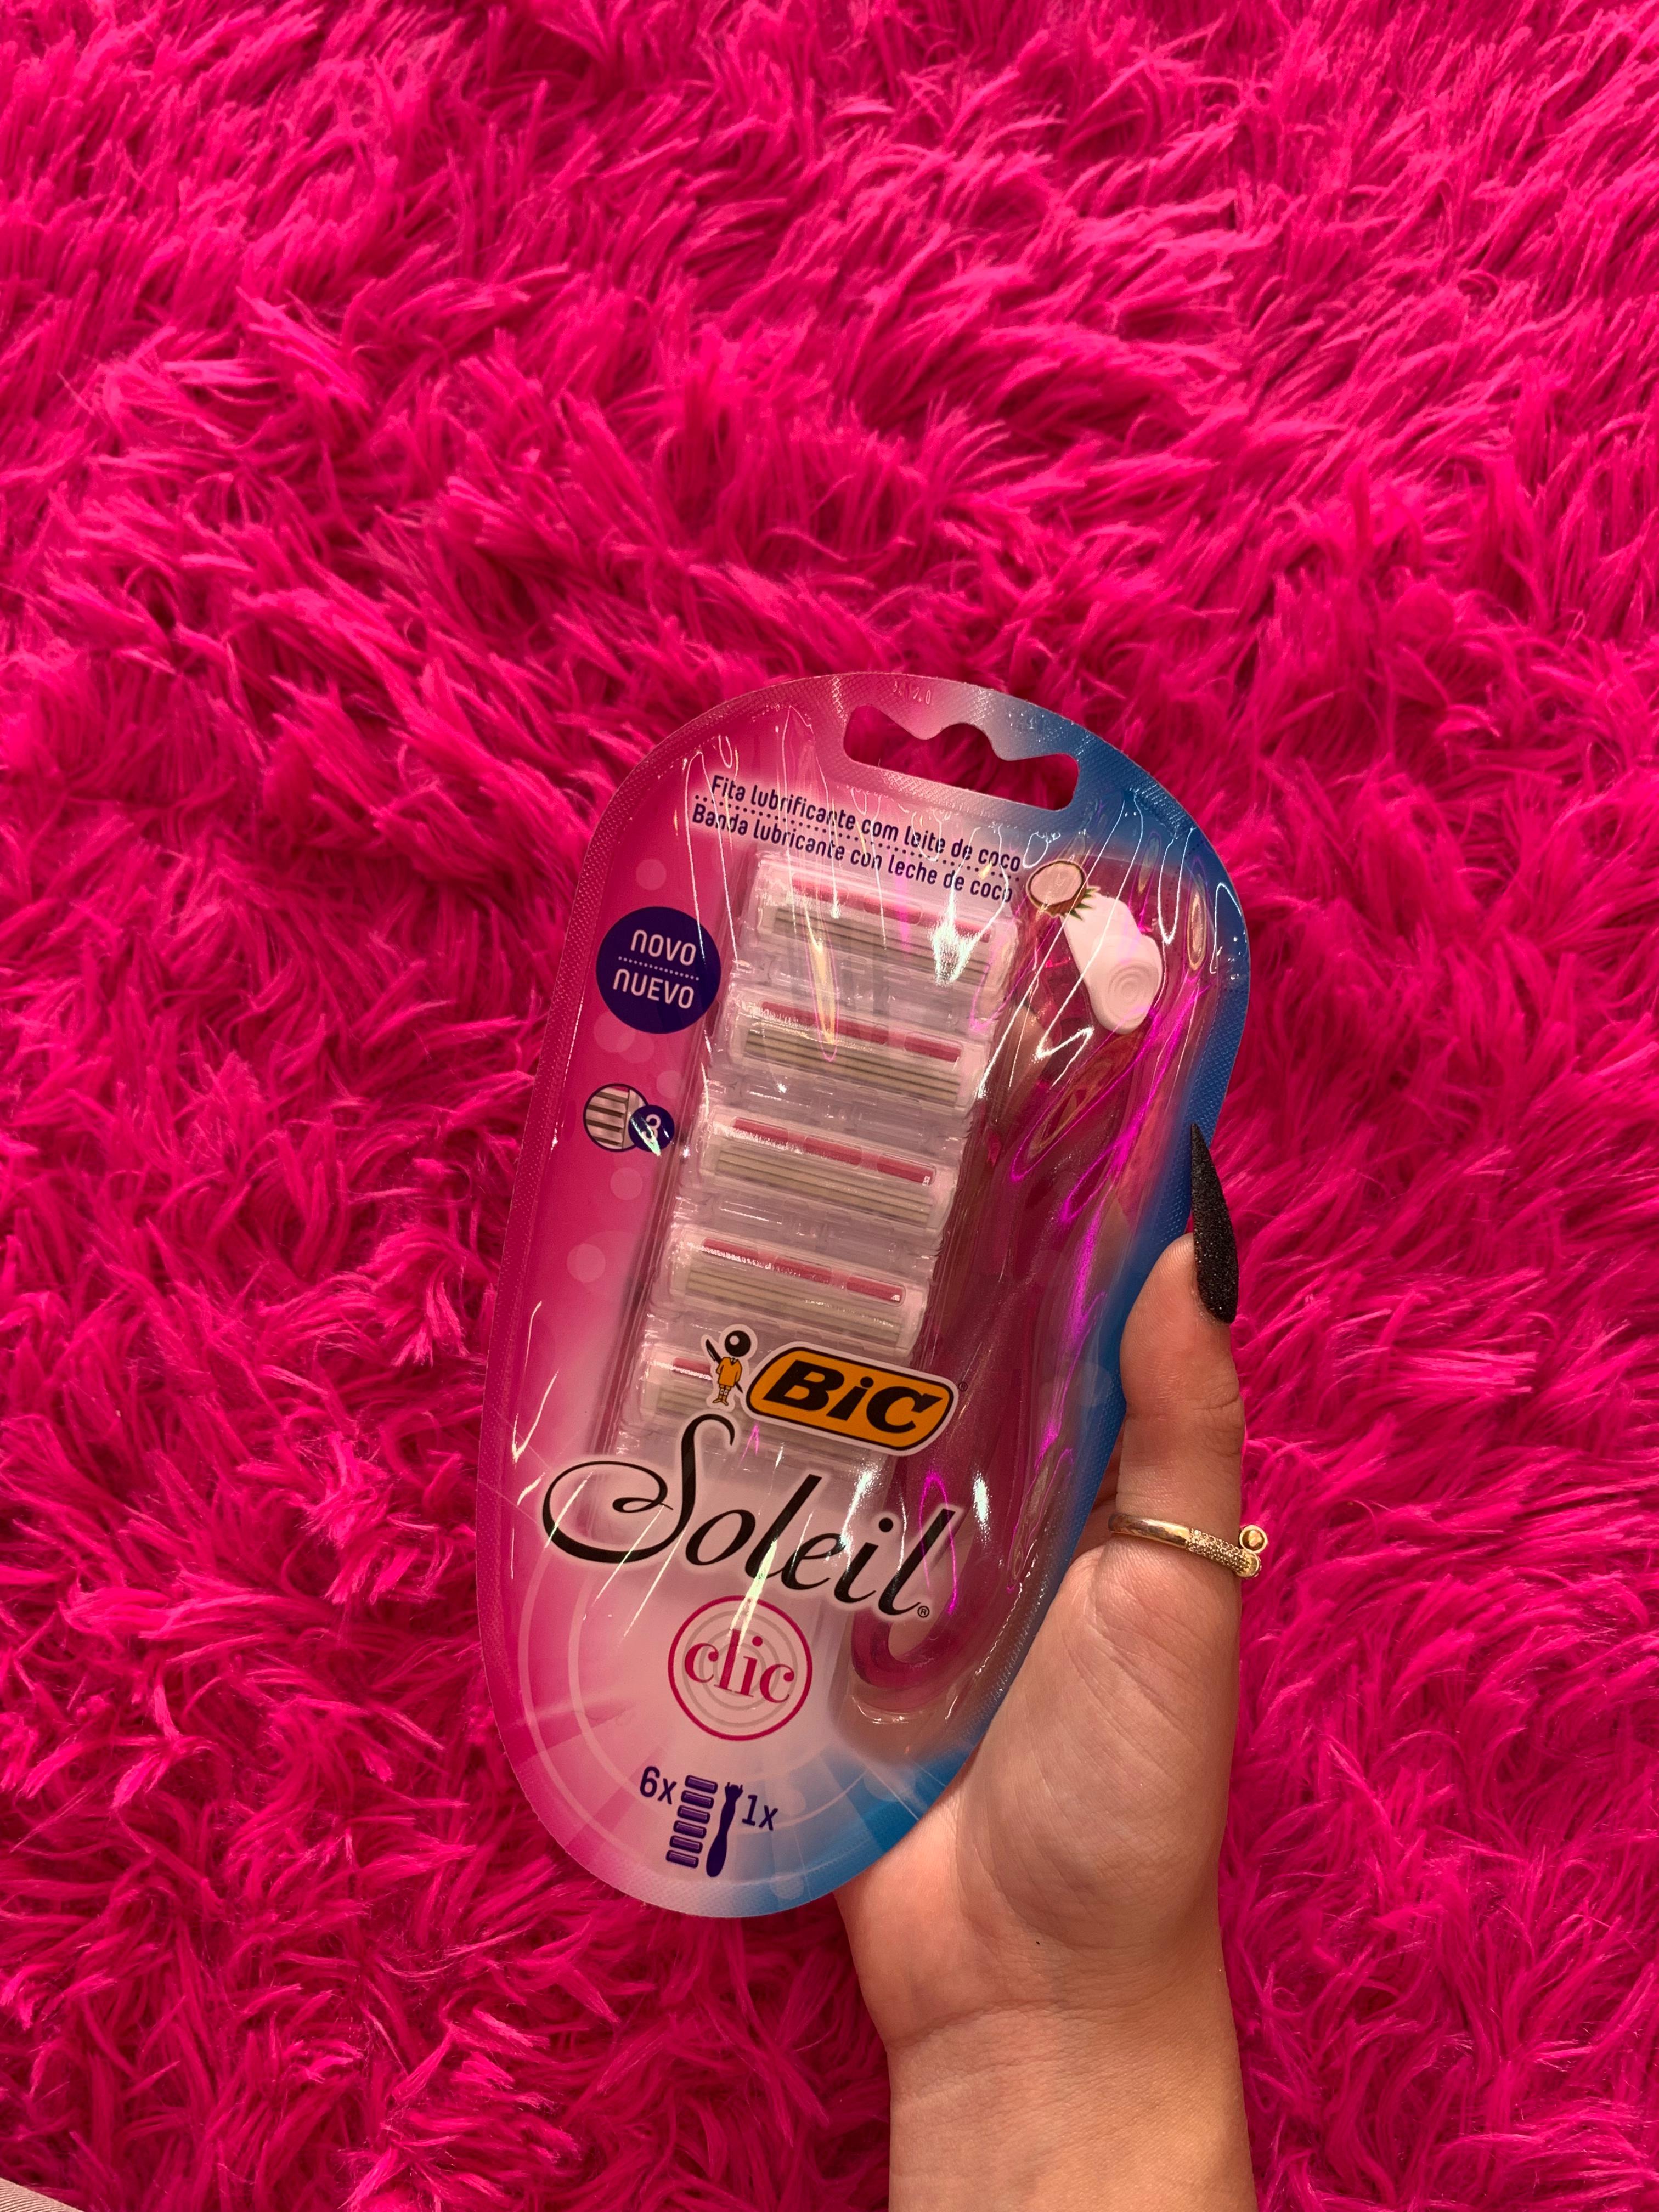 Fita lubrificante com leite de coco
Banda lubricante con leche de coco
NOVO
NUEVO
3
BiC®
Soleil®
clic
6x 1x